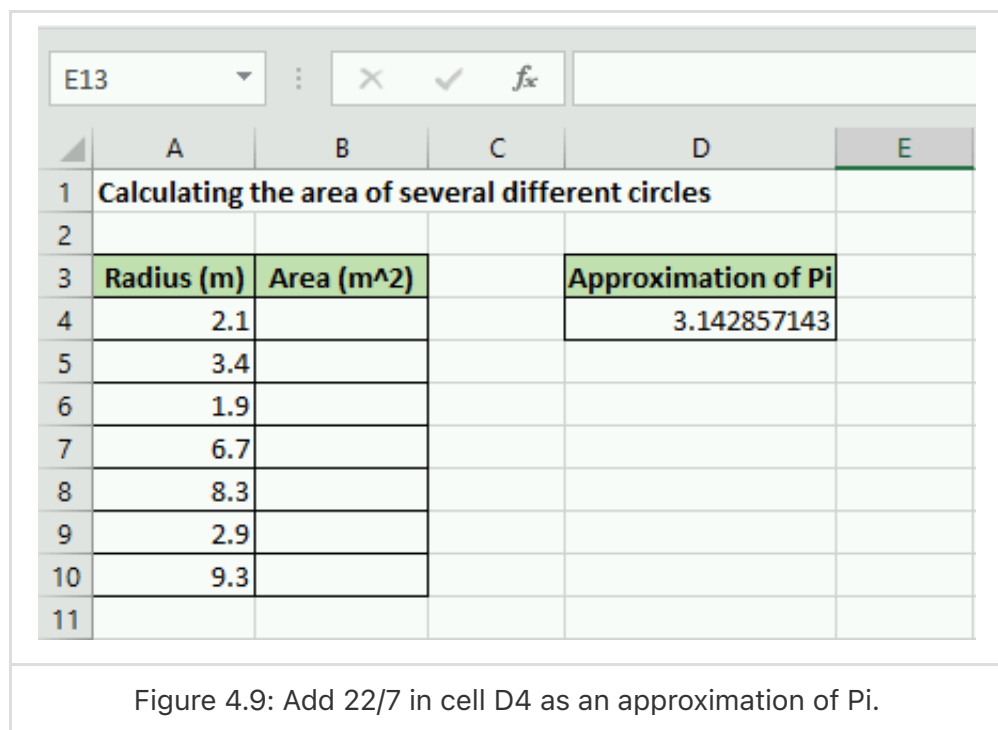 E13 fx
A B C D E
1 Calculating the area of several different circles
2
3 Radius (m) Area (m^2) Approximation of Pi
4 2.1 3.142857143
5 3.4
6 1.9
7 6.7
8 8.3
9 2.9
10 9.3
11
Figure 4.9: Add 22/7 in cell D4 as an approximation of Pi.